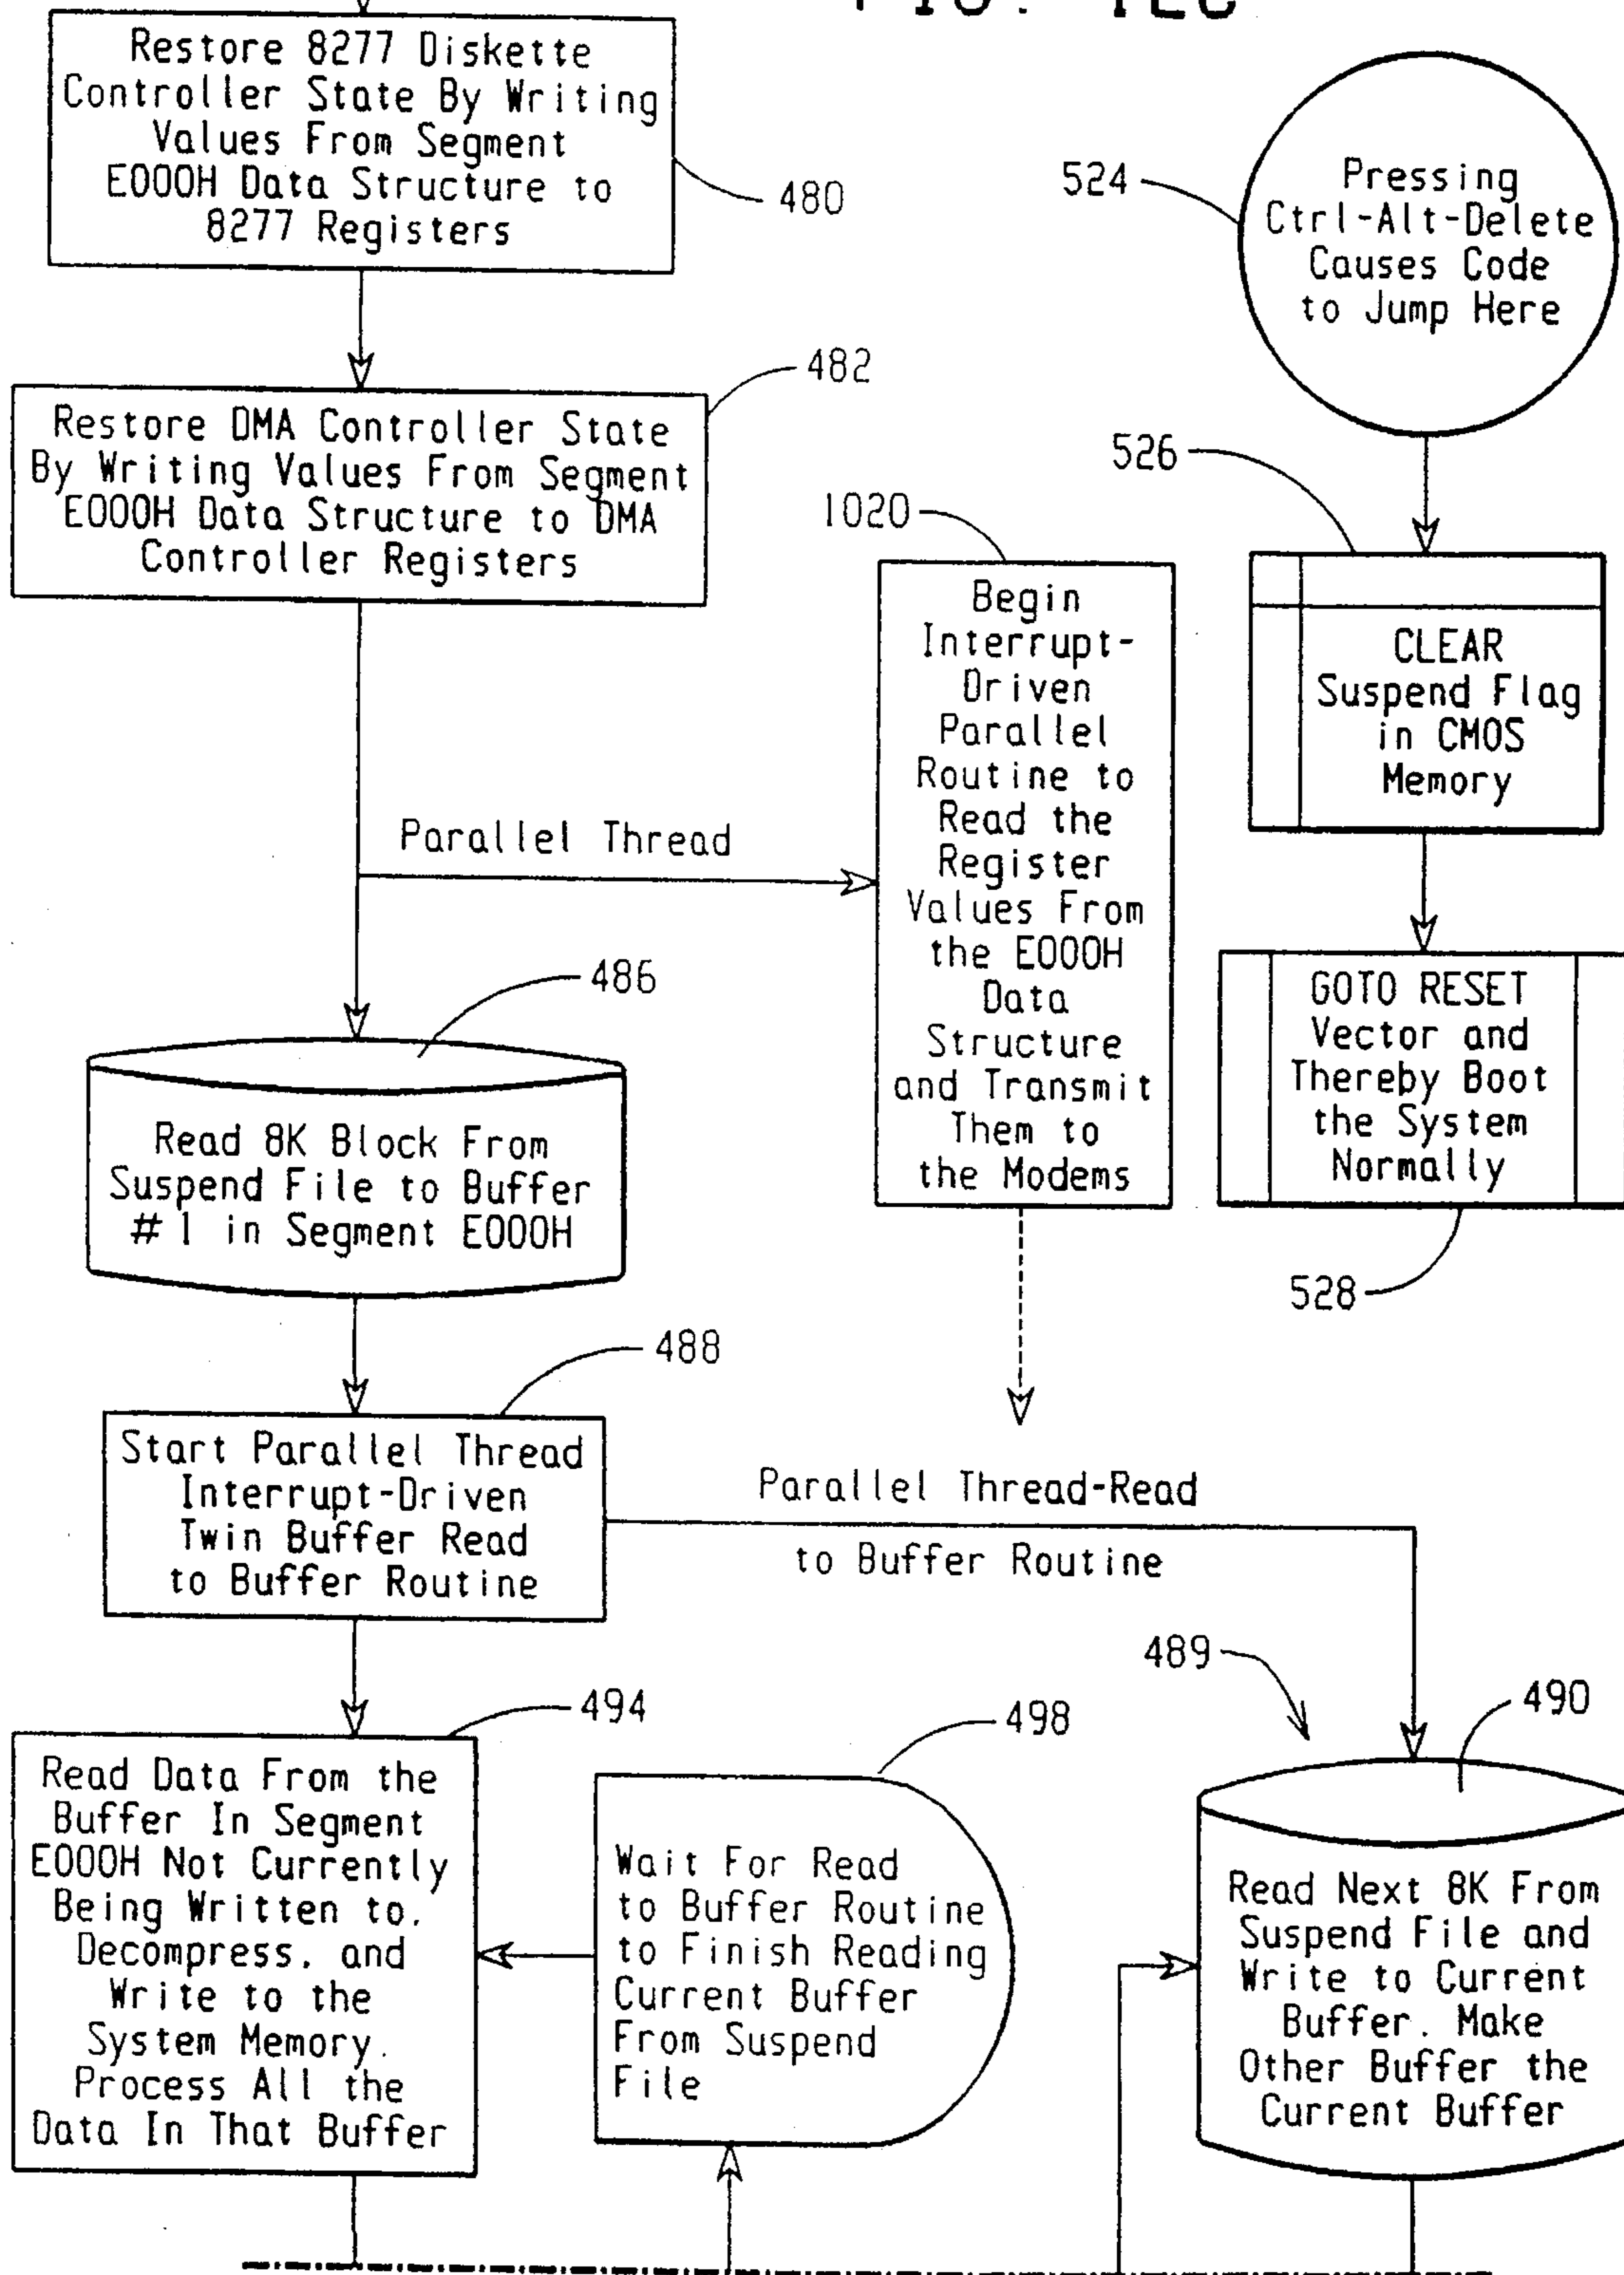 Restore 8277 Diskette
Controller State By Writing
Values From Segment
E000H Data Structure to
8277 Registers
480
524
Pressing
Ctrl-Alt-Delete
Causes Code
to Jump Here
482
Restore DMA Controller State
By Writing Values From Segment
E000H Data Structure to DMA
Controller Registers
526
1020
Begin
Interrupt-
Driven
Parallel
Routine to
Read the
Register
Values From
the E000H
Data
Structure
and Transmit
Them to
the Modems
CLEAR
Suspend Flag
in CMOS
Memory
Parallel Thread
GOTO RESET
Vector and
Thereby Boot
the System
Normally
528
486
Read 8K Block From
Suspend File to Buffer
#1 in Segment E000H
488
Start Parallel Thread
Interrupt-Driven
Twin Buffer Read
to Buffer Routine
Parallel Thread-Read
to Buffer Routine
489
490
494
Read Data From the
Buffer In Segment
E000H Not Currently
Being Written to,
Decompress, and
Write to the
System Memory.
Process All the
Data In That Buffer
498
Wait For Read
to Buffer Routine
to Finish Reading
Current Buffer
From Suspend
File
Read Next 8K From
Suspend File and
Write to Current
Buffer. Make
Other Buffer the
Current Buffer